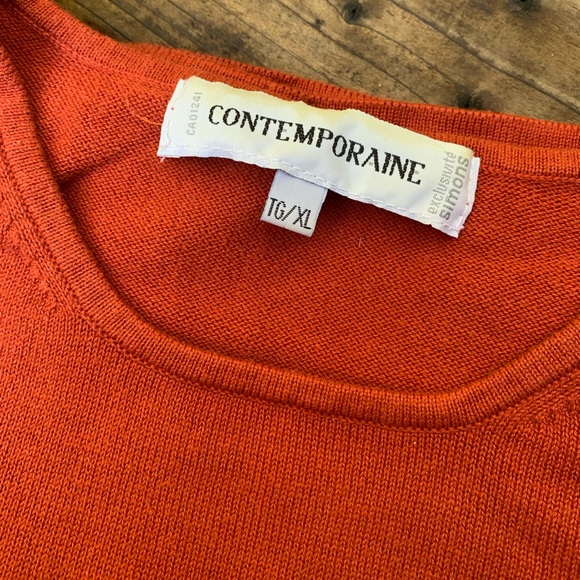 CA01241
CONTEMPORAINE
exclusivité
simons
TG/XL